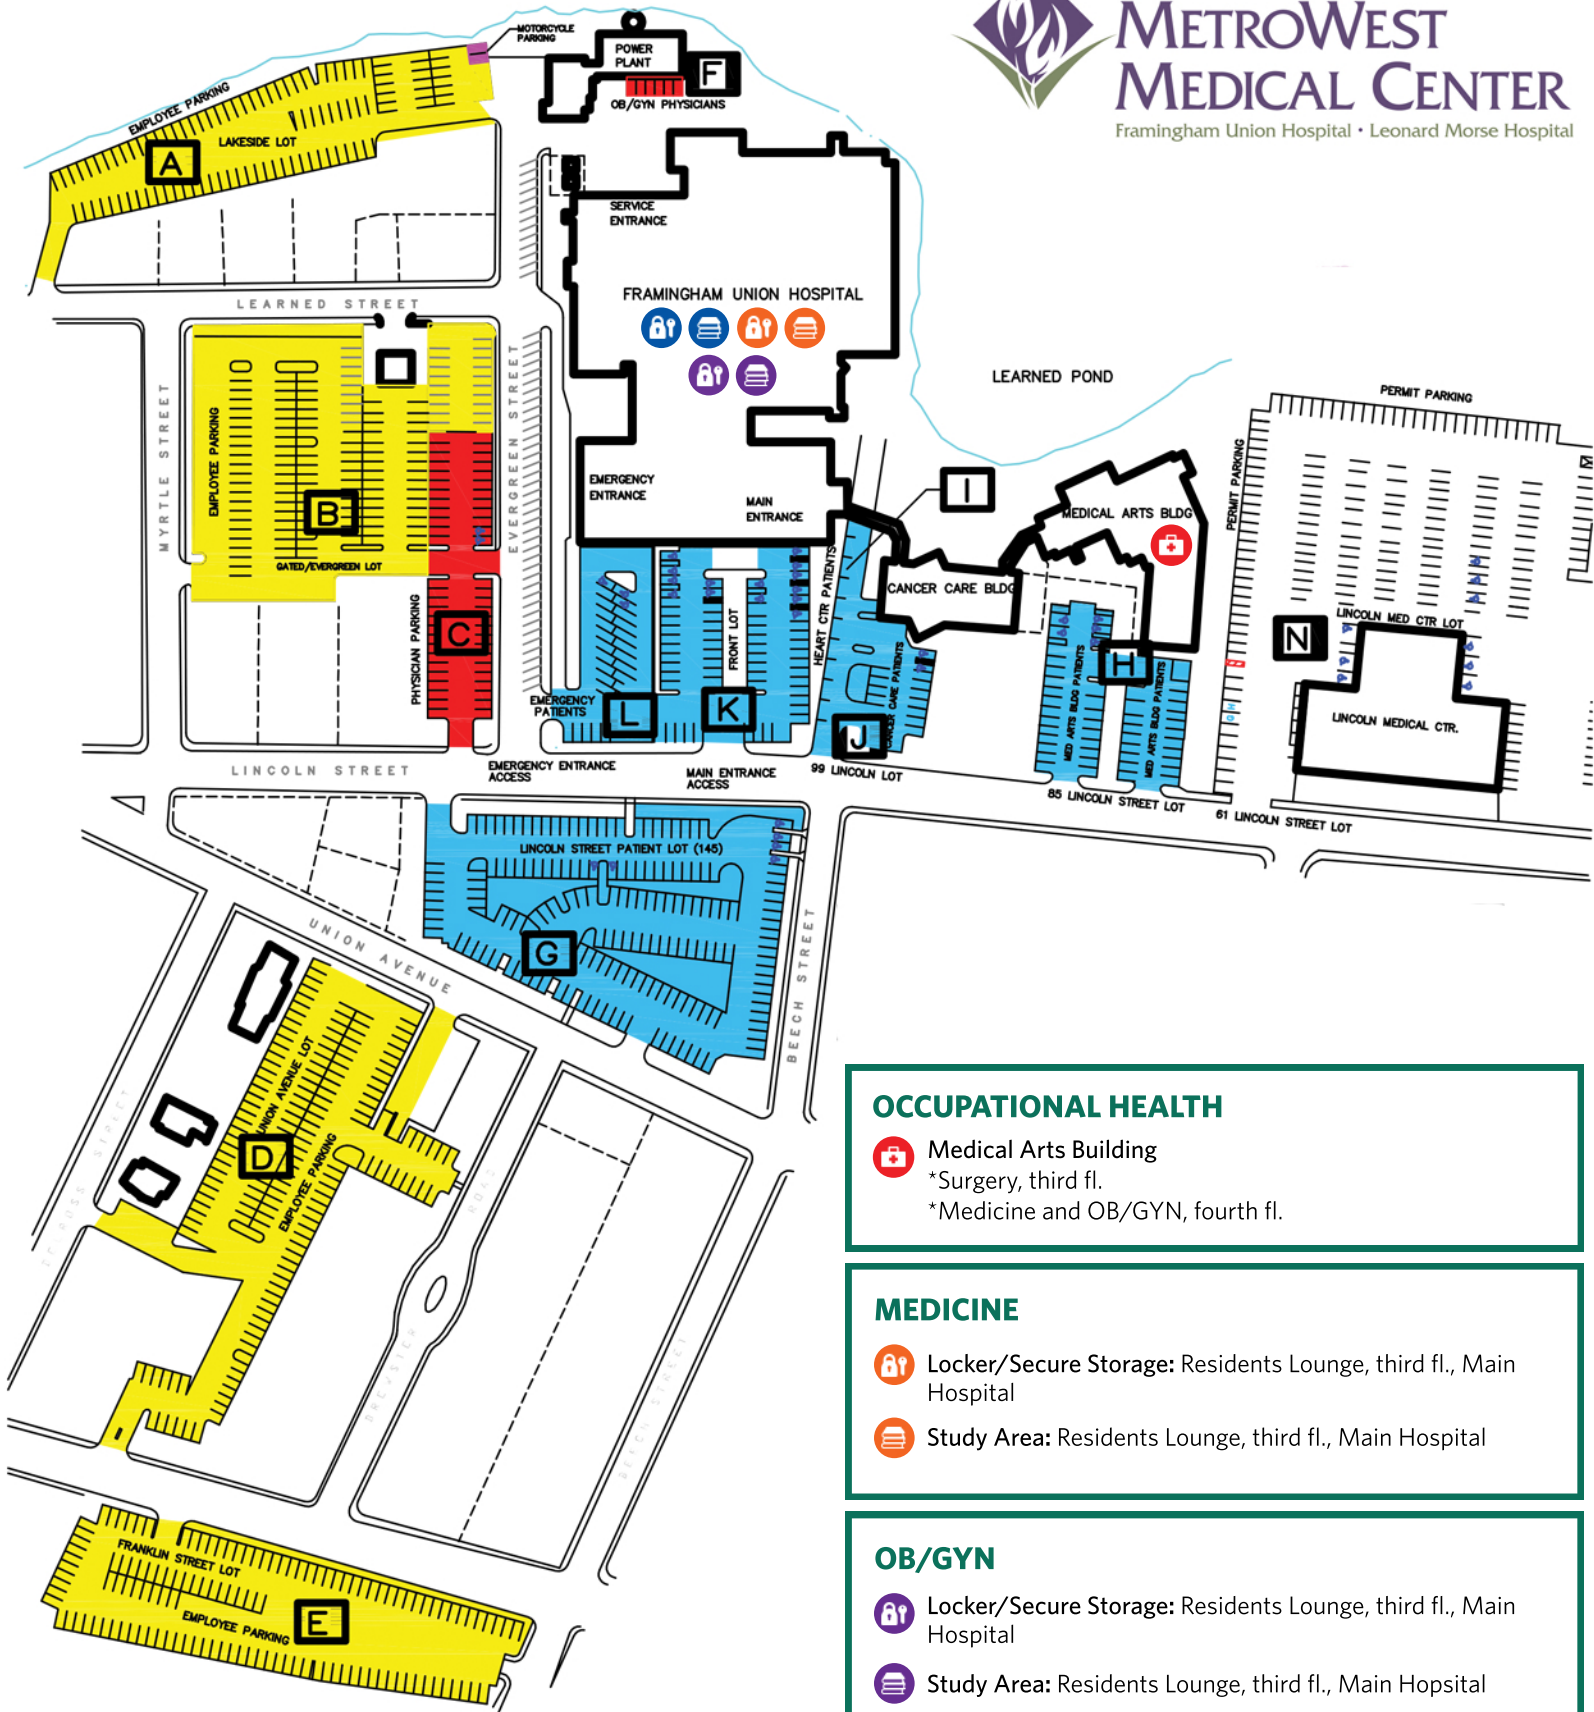 METROWEST
MEDICAL CENTER
Framingham Union Hospital • Leonard Morse Hospital
MOTORCYCLE
PARKING
POWER
PLANT
F
OB/GYN PHYSICIANS
EMPLOYEE PARKING
LAKESIDE LOT
A
SERVICE
ENTRANCE
LEARNED STREET
FRAMINGHAM UNION HOSPITAL
LEARNED POND
PERMIT PARKING
PERMIT PARKING
MYRTLE STREET
EMPLOYEE PARKING
B
GATED/EVERGREEN LOT
EVERGREEN STREET
EMERGENCY
ENTRANCE
MAIN
ENTRANCE
I
MEDICAL ARTS BLDG
CANCER CARE BLDG
PHYSICIAN PARKING
C
HEART CTR PATIENTS
FRONT LOT
EMERGENCY
PATIENTS
L
K
J
CANCER CARE PATIENTS
MED ARTS BLDG PATIENTS
H
MED ARTS BLDG PATIENTS
N
LINCOLN MED CTR LOT
LINCOLN MEDICAL CTR.
LINCOLN STREET
EMERGENCY ENTRANCE
ACCESS
MAIN ENTRANCE
ACCESS
99 LINCOLN LOT
85 LINCOLN STREET LOT
61 LINCOLN STREET LOT
LINCOLN STREET PATIENT LOT (145)
G
UNION AVENUE
BEECH STREET
UNION AVENUE LOT
D
EMPLOYEE PARKING
ROAD
BEECH STREET
FRANKLIN STREET LOT
EMPLOYEE PARKING
E
OCCUPATIONAL HEALTH
Medical Arts Building
*Surgery, third fl.
*Medicine and OB/GYN, fourth fl.
MEDICINE
Locker/Secure Storage: Residents Lounge, third fl., Main
Hospital
Study Area: Residents Lounge, third fl., Main Hospital
OB/GYN
Locker/Secure Storage: Residents Lounge, third fl., Main
Hospital
Study Area: Residents Lounge, third fl., Main Hopsital